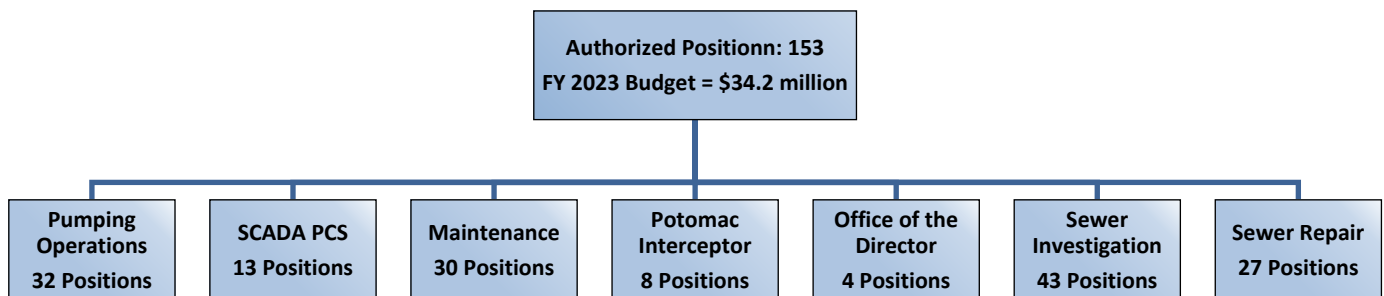 Authorized Positionn: 153
FY 2023 Budget = $34.2 million
Pumping
Operations
32 Positions
SCADA PCS
13 Positions
Maintenance
30 Positions
Potomac
Interceptor
8 Positions
Office of the
Director
4 Positions
Sewer
Investigation
43 Positions
Sewer Repair
27 Positions